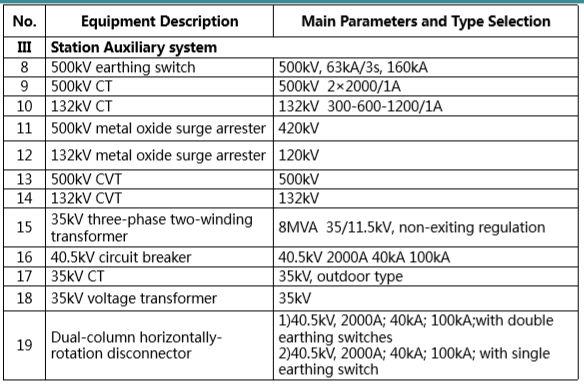 No. Equipment Description Main Parameters and Type Selection
III Station Auxiliary system
8 500kV earthing switch 500kV, 63kA/3s, 160kA
9 500kV CT 500kV 2×2000/1A
10 132kV CT 132kV 300-600-1200/1A
11 500kV metal oxide surge arrester 420kV
12 132kV metal oxide surge arrester 120kV
13 500kV CVT 500kV
14 132kV CVT 132kV
15 35kV three-phase two-winding
transformer 8MVA 35/11.5kV, non-exiting regulation
16 40.5kV circuit breaker 40.5kV 2000A 40kA 100kA
17 35kV CT 35kV, outdoor type
18 35kV voltage transformer 35kV
19 Dual-column horizontally-
rotation disconnector
1)40.5kV, 2000A; 40kA; 100kA;with double
earthing switches
2)40.5kV, 2000A; 40kA; 100kA; with single
earthing switch